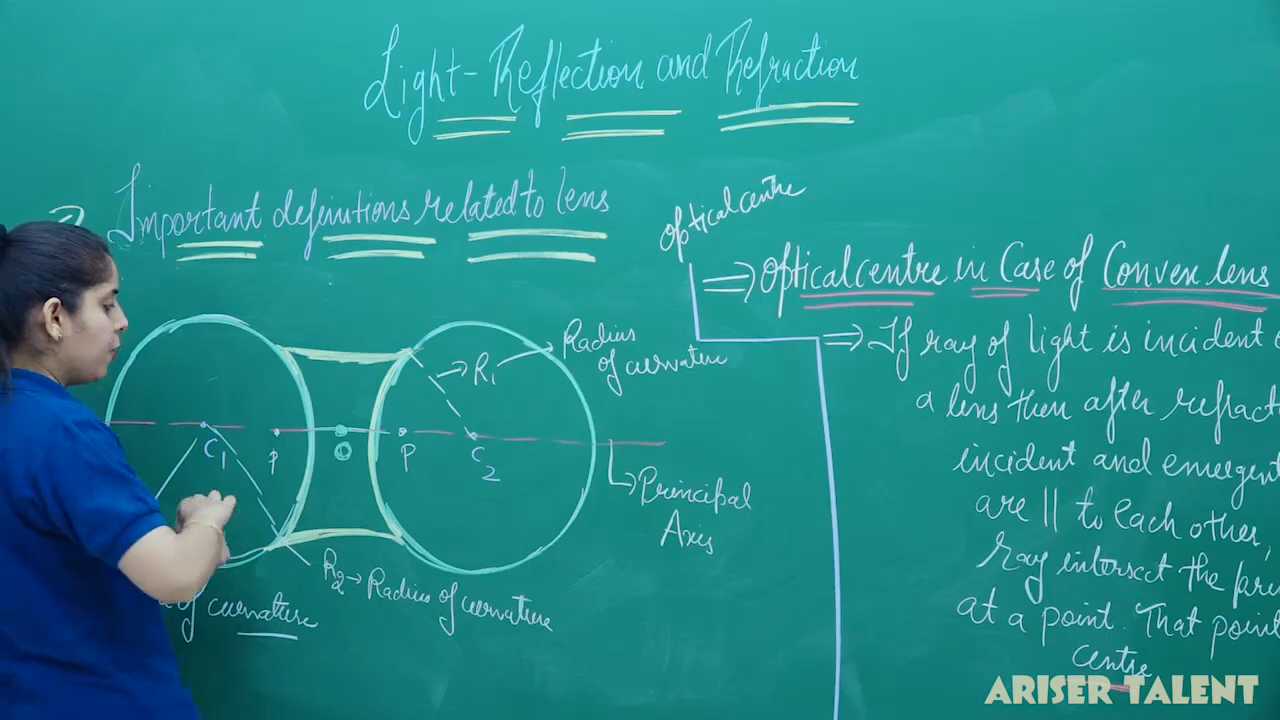 Light-Reflection and Refraction
Important definitions related to lens
Optical centre
⇒ Optical centre in Case of Convex lens
⇒ If ray of light is incident
a lens then after refract
incident and emergent
are || to each other,
ray intersect the
at a point. That point
centre
→ R1 → Radius
of curvature
C1
P
O
P
C2
Principal
Axis
R2 → Radius of curvature
of curvature
ARISER TALENT